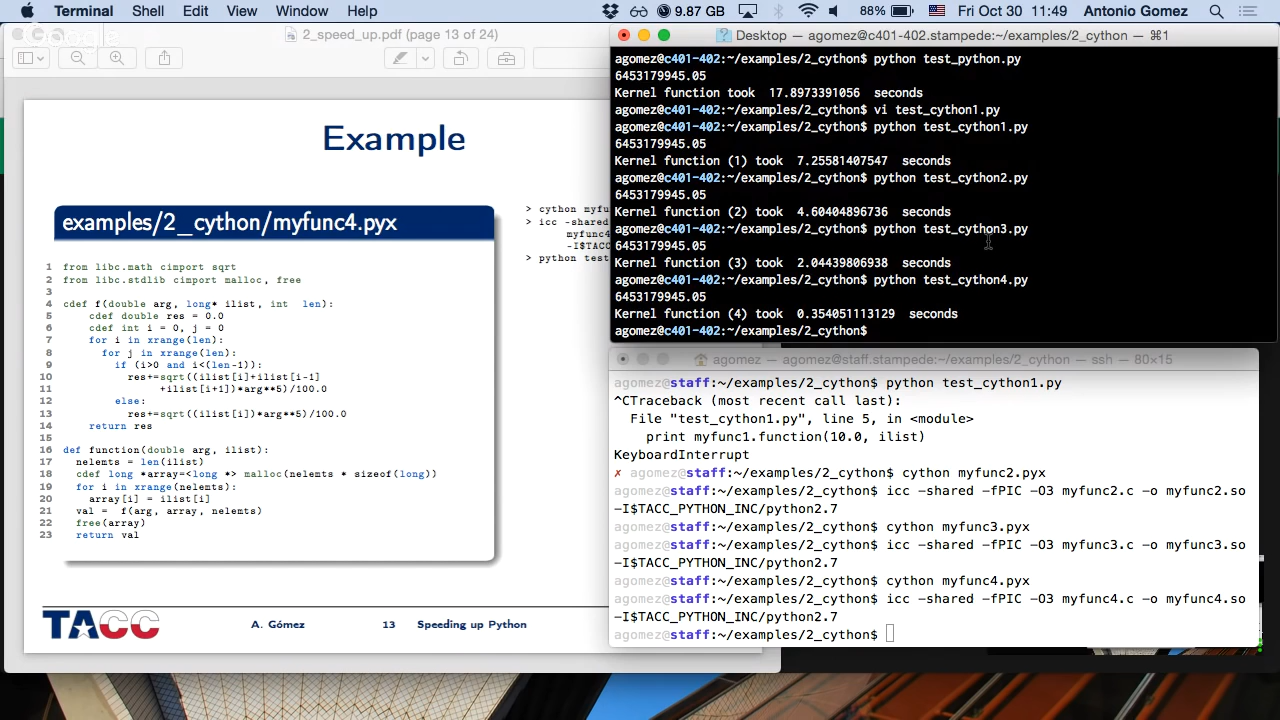 Terminal Shell Edit View Window Help 9.87 GB 88% Fri Oct 30 11:49 Antonio Gomez
Google
2_speed_up.pdf (page 13 of 24)
Example
examples/2_cython/myfunc4.pyx
1 from libc.math cimport sqrt
2 from libc.stdlib cimport malloc, free
3
4 cdef f(double arg, long* ilist, int len):
5 cdef double res = 0.0
6 cdef int i = 0, j = 0
7 for i in xrange(len):
8 for j in xrange(len):
9 if (i>0 and i<(len-1)):
10 res+=sqrt((ilist[i]+ilist[i-1]
11 +ilist[i+1])*arg**5)/100.0
12 else:
13 res+=sqrt((ilist[i])*arg**5)/100.0
14 return res
15
16 def function(double arg, ilist):
17 nelemts = len(ilist)
18 cdef long *array=<long *> malloc(nelemts * sizeof(long))
19 for i in xrange(nelemts):
20 array[i] = ilist[i]
21 val = f(arg, array, nelemts)
22 free(array)
23 return val
> cython myfu
> icc -shared
myfunc4
-I$TACC
> python test
TACC
A. Gómez 13 Speeding up Python
Desktop — agomez@c401-402.stampede:~/examples/2_cython — ⌘1
agomez@c401-402:~/examples/2_cython$ python test_python.py
6453179945.05
Kernel function took 17.8973391056 seconds
agomez@c401-402:~/examples/2_cython$ vi test_cython1.py
agomez@c401-402:~/examples/2_cython$ python test_cython1.py
6453179945.05
Kernel function (1) took 7.25581407547 seconds
agomez@c401-402:~/examples/2_cython$ python test_cython2.py
6453179945.05
Kernel function (2) took 4.60404896736 seconds
agomez@c401-402:~/examples/2_cython$ python test_cython3.py
6453179945.05
Kernel function (3) took 2.04439806938 seconds
agomez@c401-402:~/examples/2_cython$ python test_cython4.py
6453179945.05
Kernel function (4) took 0.354051113129 seconds
agomez@c401-402:~/examples/2_cython$
agomez — agomez@staff.stampede:~/examples/2_cython — ssh — 80×15
agomez@staff:~/examples/2_cython$ python test_cython1.py
^CTraceback (most recent call last):
File "test_cython1.py", line 5, in <module>
print myfunc1.function(10.0, ilist)
KeyboardInterrupt
✗ agomez@staff:~/examples/2_cython$ cython myfunc2.pyx
agomez@staff:~/examples/2_cython$ icc -shared -fPIC -O3 myfunc2.c -o myfunc2.so
-I$TACC_PYTHON_INC/python2.7
agomez@staff:~/examples/2_cython$ cython myfunc3.pyx
agomez@staff:~/examples/2_cython$ icc -shared -fPIC -O3 myfunc3.c -o myfunc3.so
-I$TACC_PYTHON_INC/python2.7
agomez@staff:~/examples/2_cython$ cython myfunc4.pyx
agomez@staff:~/examples/2_cython$ icc -shared -fPIC -O3 myfunc4.c -o myfunc4.so
-I$TACC_PYTHON_INC/python2.7
agomez@staff:~/examples/2_cython$